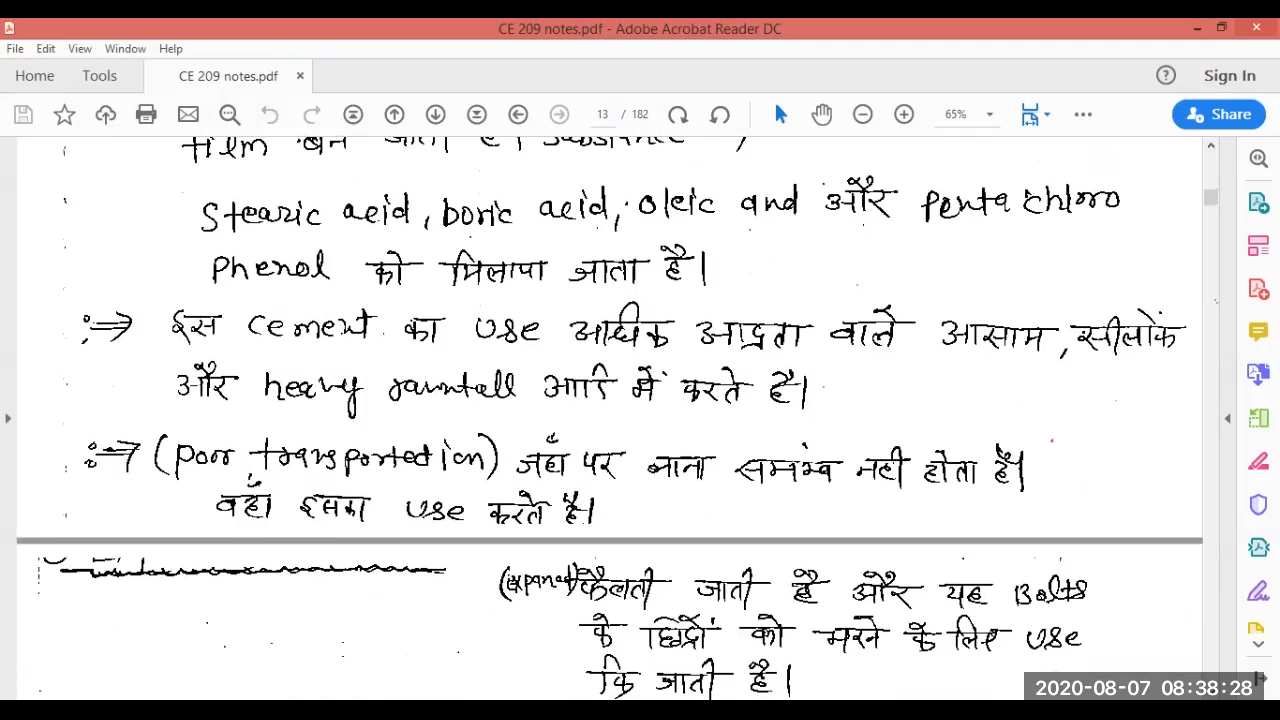 CE 209 notes.pdf - Adobe Acrobat Reader DC
File Edit View Window Help
Home Tools CE 209 notes.pdf × Sign In
13 / 182 65% Share
film बन जाती है।
Stearic acid, boric acid, oleic and और penta chloro
Phenol को मिलाया जाता है।
इस cement का use अधिक आद्रता वाले आसाम, सीलोंक
और heavy rainfall आदि में करते है।
(poor transportation) जहाँ पर जाना समंभ्व नही होता है।
वहाँ इसका use करते है।
(expand) फैलती जाती है और यह Bolts
के छिद्रों को भरने के लिए use
कि जाती है।
2020-08-07 08:38:28